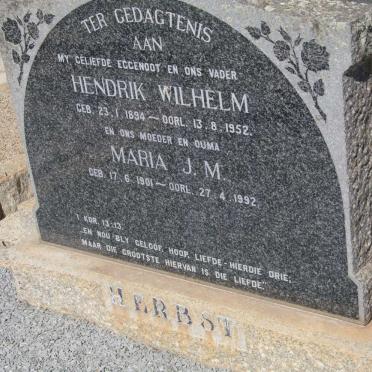 TER GEDAGTENIS
AAN
MY GELIEFDE EGGENOOT EN ONS VADER
HENDRIK WILHELM
GEB. 23.1.1894 — OORL. 13.8.1952.
EN ONS MOEDER EN OUMA
MARIA J.M.
GEB. 17.6.1901 — OORL. 27.4.1992
1 KOR. 13:13.
„EN NOU BLY GELOOF, HOOP, LIEFDE - HIERDIE DRIE;
MAAR DIE GROOTSTE HIERVAN IS DIE LIEFDE.”
HERBST